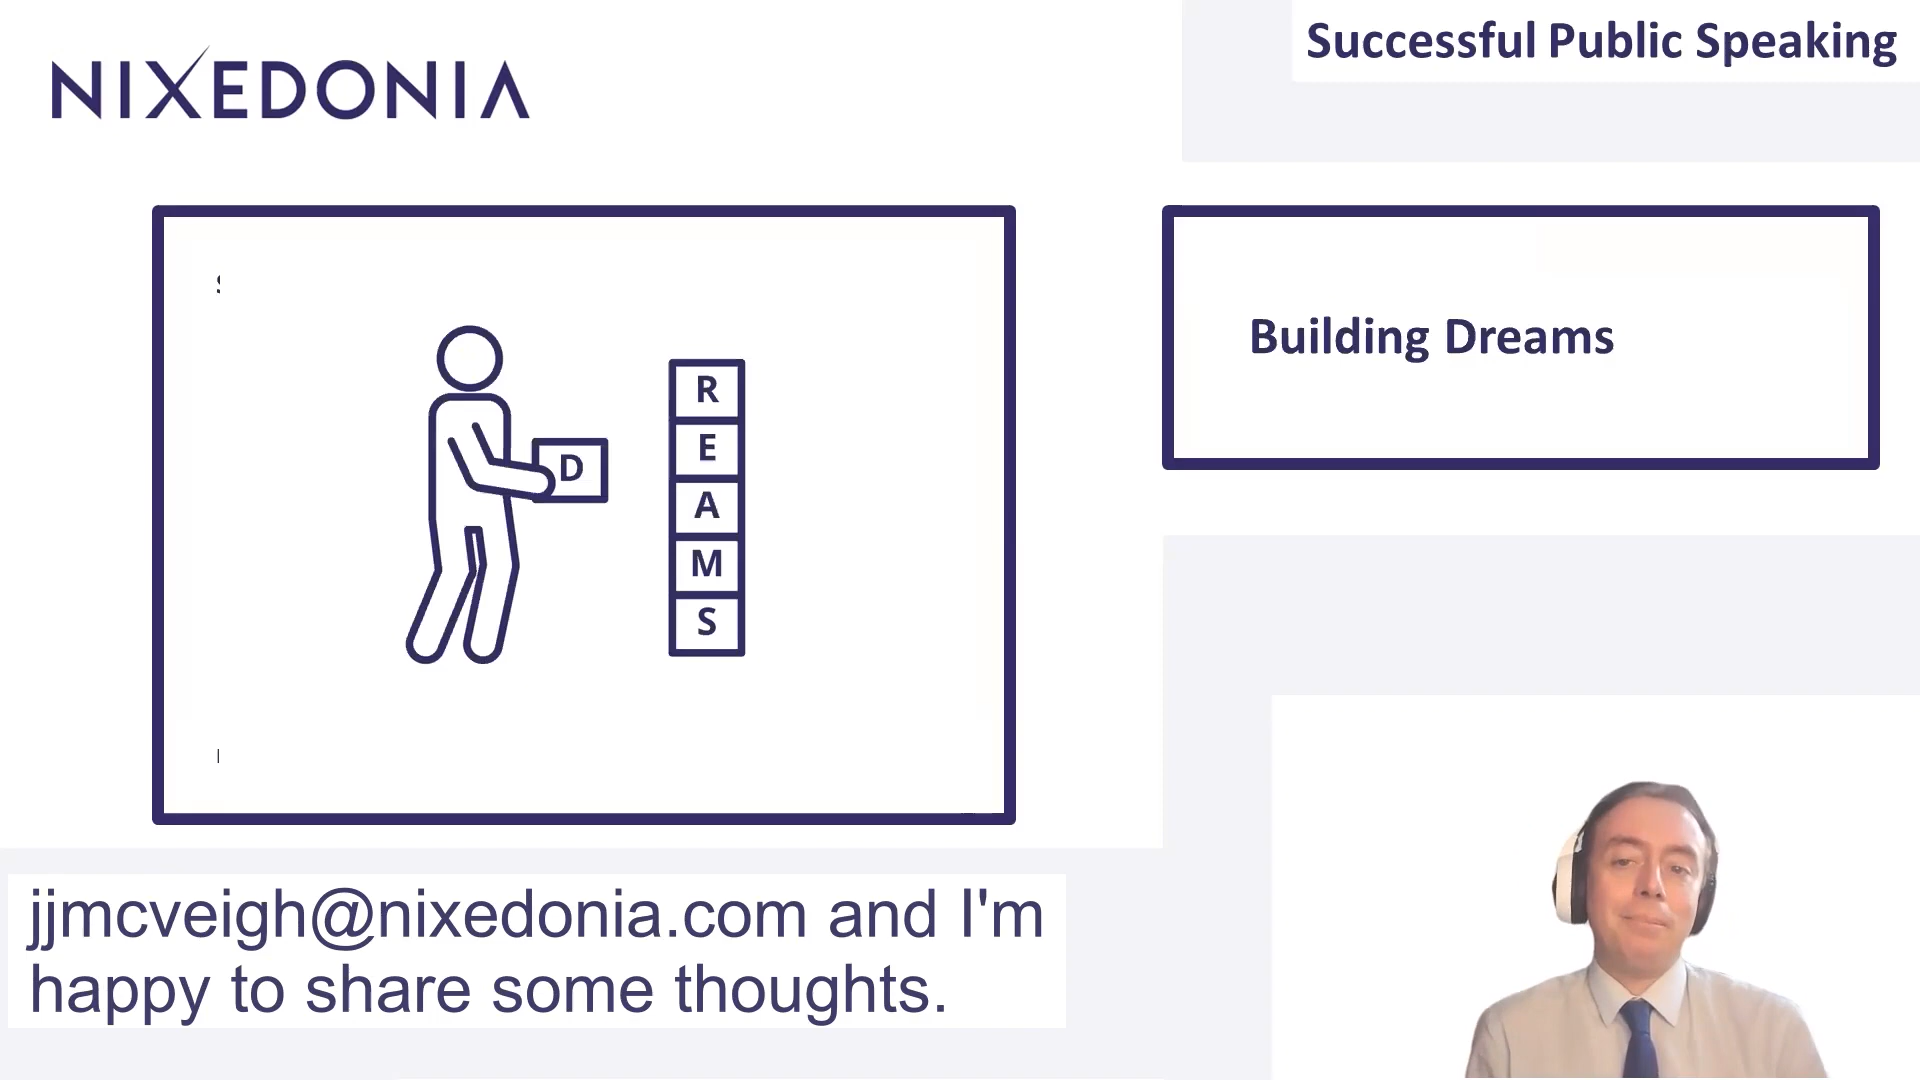 NIXEDONIA
Successful Public Speaking
Building Dreams
D
R
E
A
M
S
jjmcveigh@nixedonia.com and I'm
happy to share some thoughts.